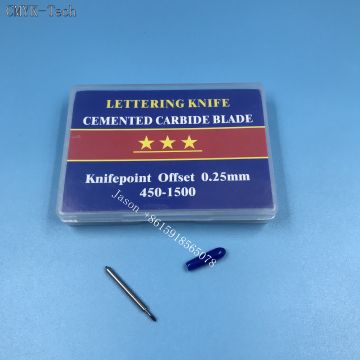 CMYK-Tech
LETTERING KNIFE
CEMENTED CARBIDE BLADE
Knifepoint Offset 0.25mm
450-1500
Jason +8615918565078